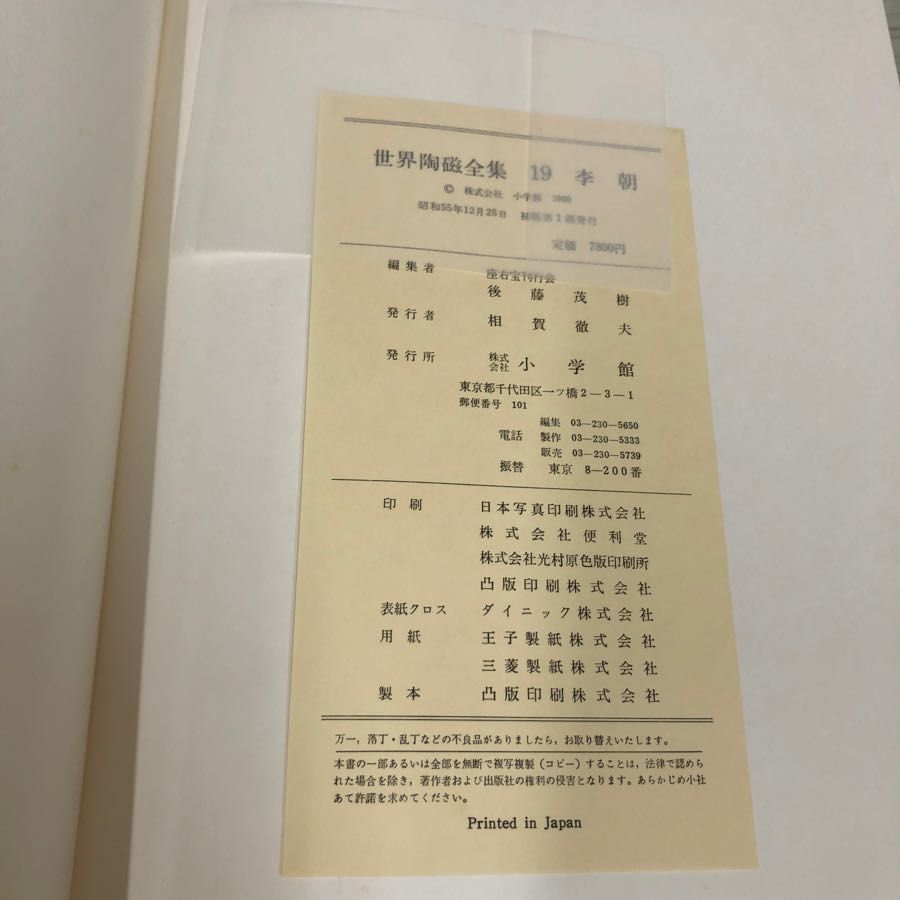 世界陶磁全集 19 李朝
© 株式会社 小学館 1980
昭和55年12月25日 初版第1刷発行
定価 7800円
編集者 座右宝刊行会
後藤茂樹
発行者 相賀徹夫
発行所 株式会社 小学館
東京都千代田区一ツ橋2―3―1
郵便番号 101
編集 03―230―5650
電話 製作 03―230―5333
販売 03―230―5739
振替 東京 8―200番
印刷 日本写真印刷株式会社
株式会社便利堂
株式会社光村原色版印刷所
凸版印刷株式会社
表紙クロス ダイニック株式会社
用紙 王子製紙株式会社
三菱製紙株式会社
製本 凸版印刷株式会社
万一，落丁・乱丁などの不良品がありましたら，お取り替えいたします。
本書の一部あるいは全部を無断で複写複製（コピー）することは，法律で認めら
れた場合を除き，著作者および出版社の権利の侵害となります。あらかじめ小社
あて許諾を求めてください。
Printed in Japan